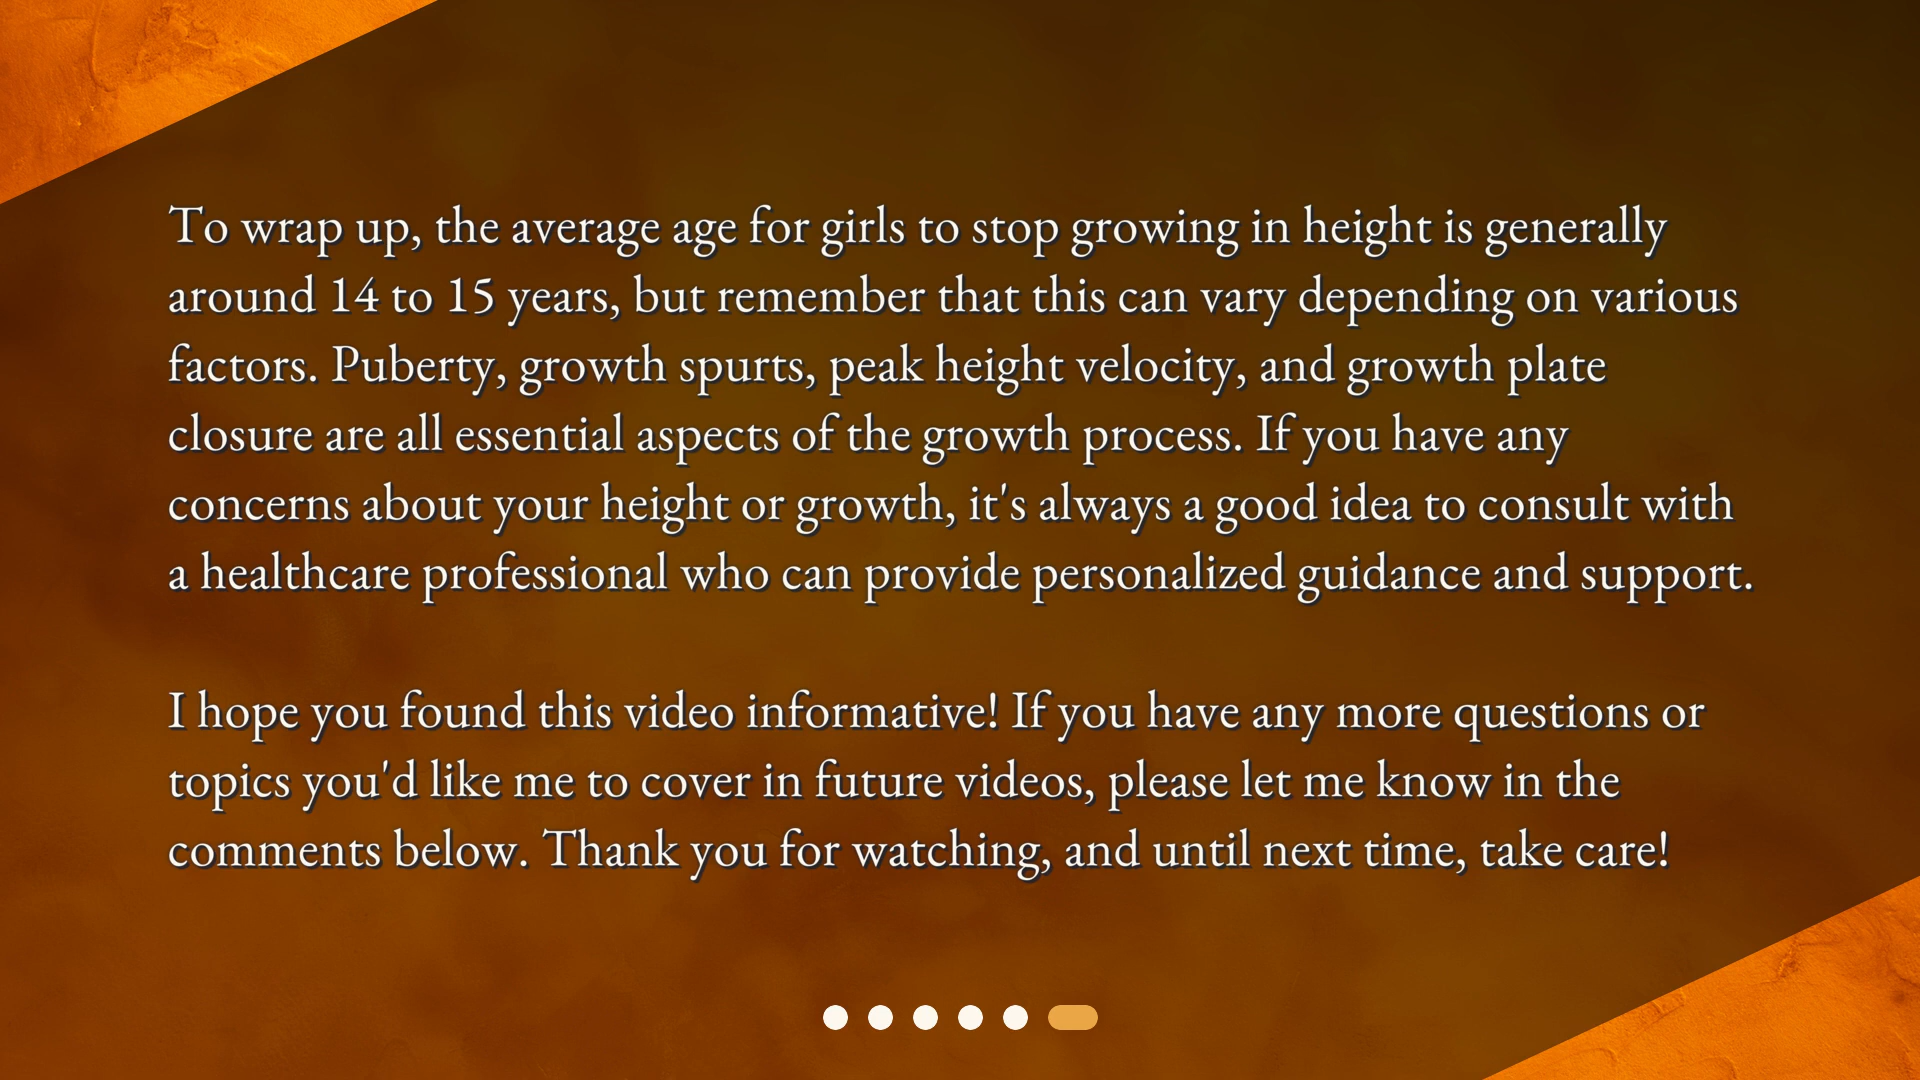 To wrap up, the average age for girls to stop growing in height is generally
around 14 to 15 years, but remember that this can vary depending on various
factors. Puberty, growth spurts, peak height velocity, and growth plate
closure are all essential aspects of the growth process. If you have any
concerns about your height or growth, it's always a good idea to consult with
a healthcare professional who can provide personalized guidance and support.
I hope you found this video informative! If you have any more questions or
topics you'd like me to cover in future videos, please let me know in the
comments below. Thank you for watching, and until next time, take care!